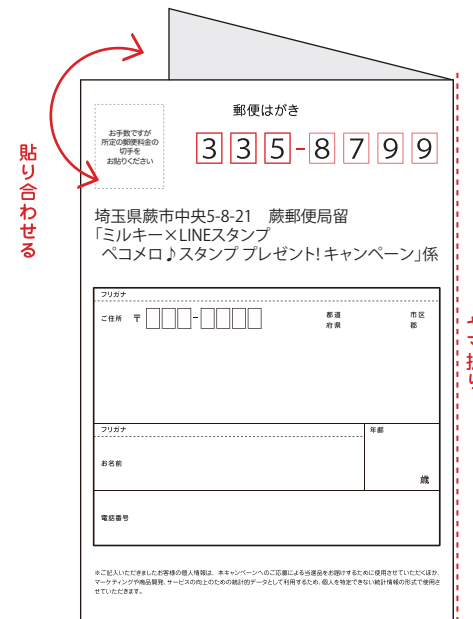 郵便はがき
お手数ですが
所定の郵便料金の
切手を
お貼りください
335-8799
貼り合わせる
埼玉県蕨市中央5-8-21 蕨郵便局留
「ミルキー×LINEスタンプ
ペコメロ♪スタンプ プレゼント!キャンペーン」係
フリガナ
ご住所 〒 - 都道 市区
府県 郡
フリガナ 年齢
お名前
歳
電話番号
※ご記入いただきましたお客様の個人情報は、本キャンペーンへのご応募による当選品をお届けするために使用させていただくほか、
マーケティングや商品開発、サービスの向上のための統計的データとして利用するため、個人を特定できない統計情報の形式で使用さ
せていただきます。